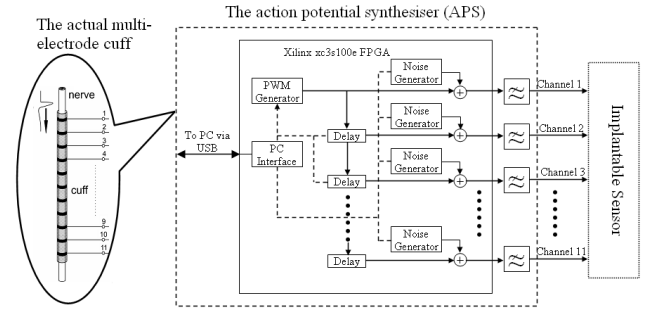 The actual multi-
electrode cuff
The action potential synthesiser (APS)
Xilinx xc3s100e FPGA
nerve
1
2
3
4
cuff
9
10
11
To PC via
USB
PWM
Generator
PC
Interface
Delay
Delay
Delay
Noise
Generator
Noise
Generator
Noise
Generator
Noise
Generator
Channel 1
Channel 2
Channel 3
Channel 11
Implantable Sensor